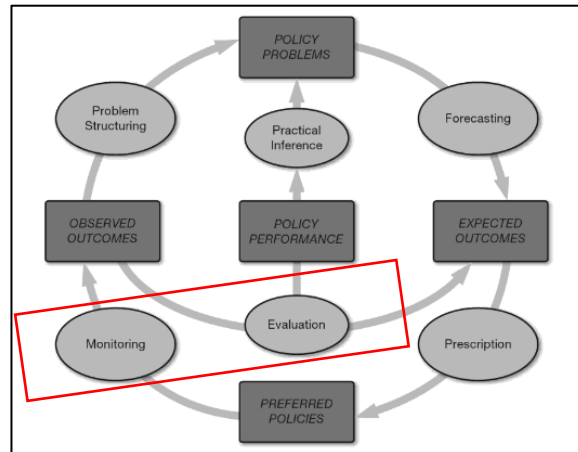 POLICY
PROBLEMS
Problem
Structuring
Practical
Inference
Forecasting
OBSERVED
OUTCOMES
POLICY
PERFORMANCE
EXPECTED
OUTCOMES
Monitoring
Evaluation
Prescription
PREFERRED
POLICIES